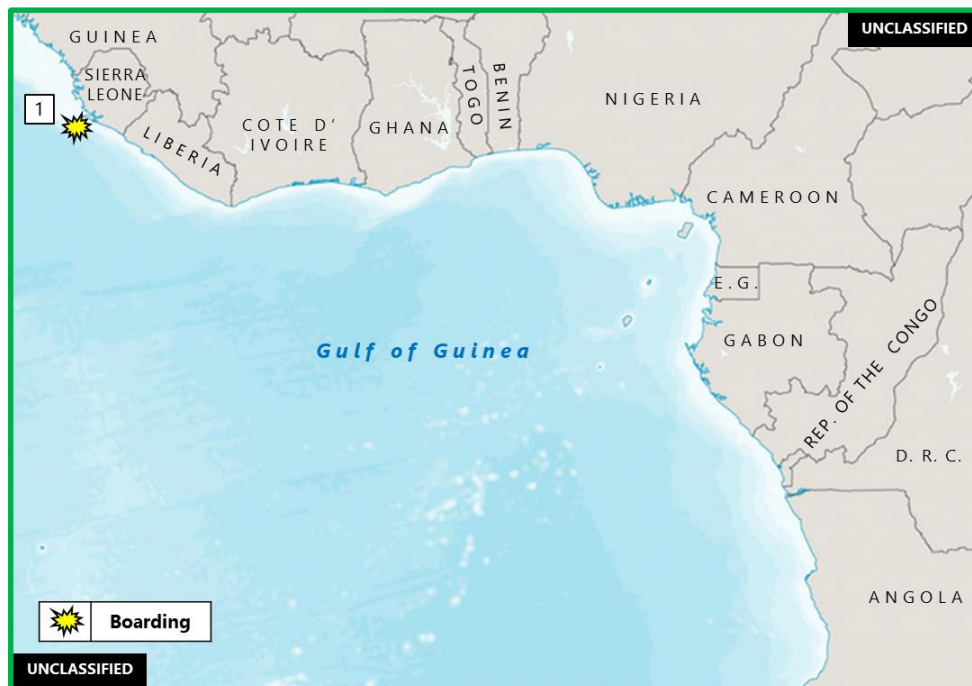 UNCLASSIFIED
GUINEA
SIERRA
LEONE
1
LIBERIA
COTE D'
IVOIRE
GHANA
TOGO
BENIN
NIGERIA
CAMEROON
E.G.
GABON
REP. OF THE CONGO
D. R. C.
Gulf of Guinea
ANGOLA
Boarding
UNCLASSIFIED